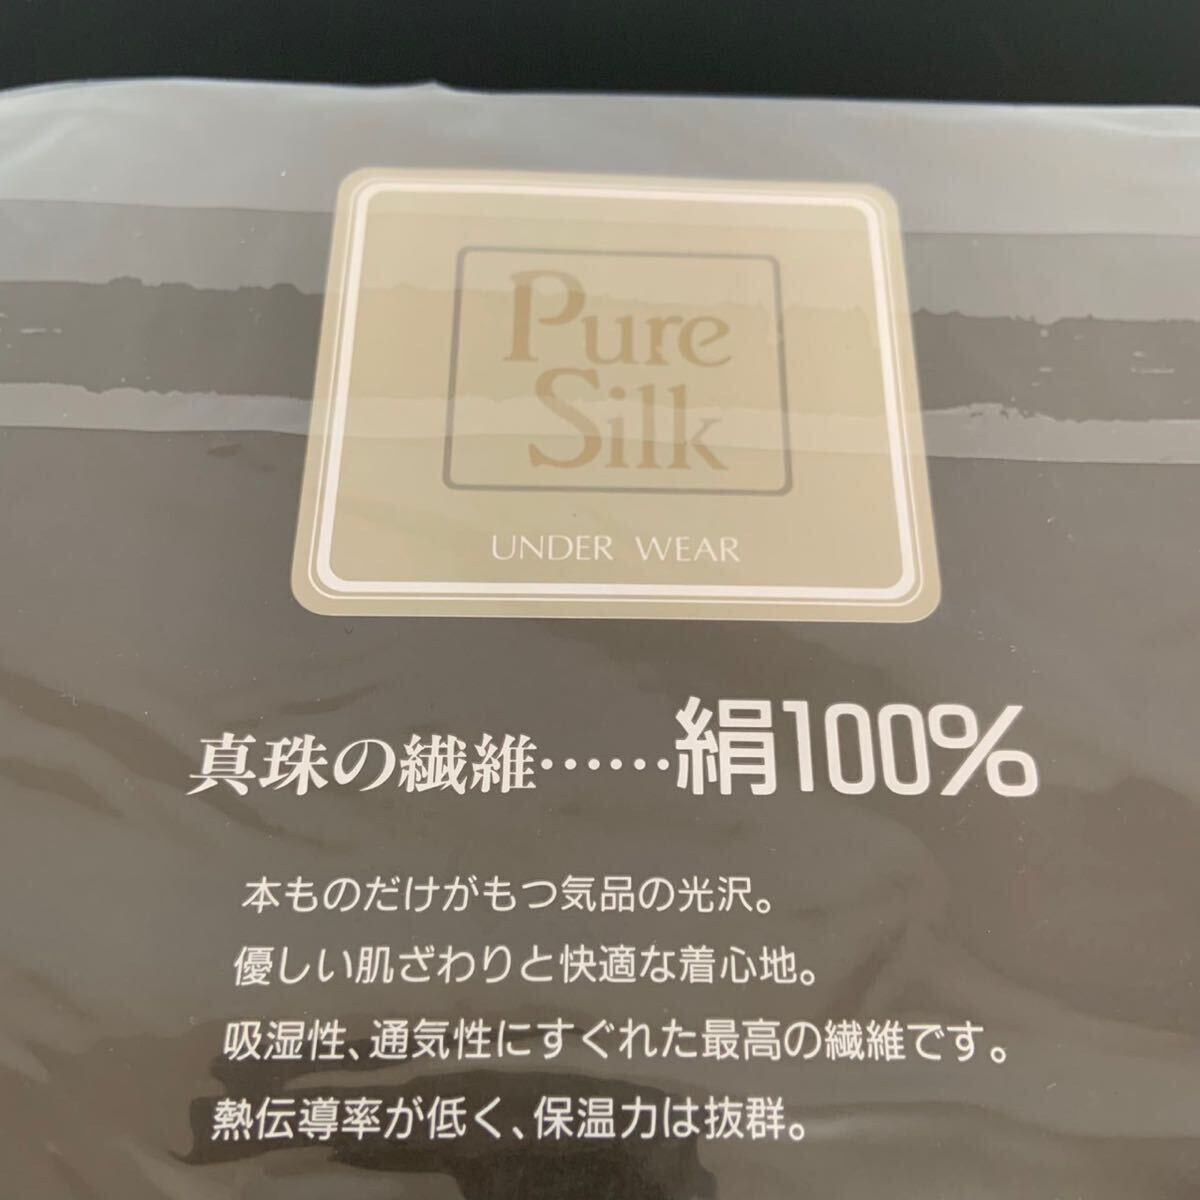 Pure
Silk
UNDER WEAR
真珠の繊維……絹100%
本ものだけがもつ気品の光沢。
優しい肌ざわりと快適な着心地。
吸湿性、通気性にすぐれた最高の繊維です。
熱伝導率が低く、保温力は抜群。